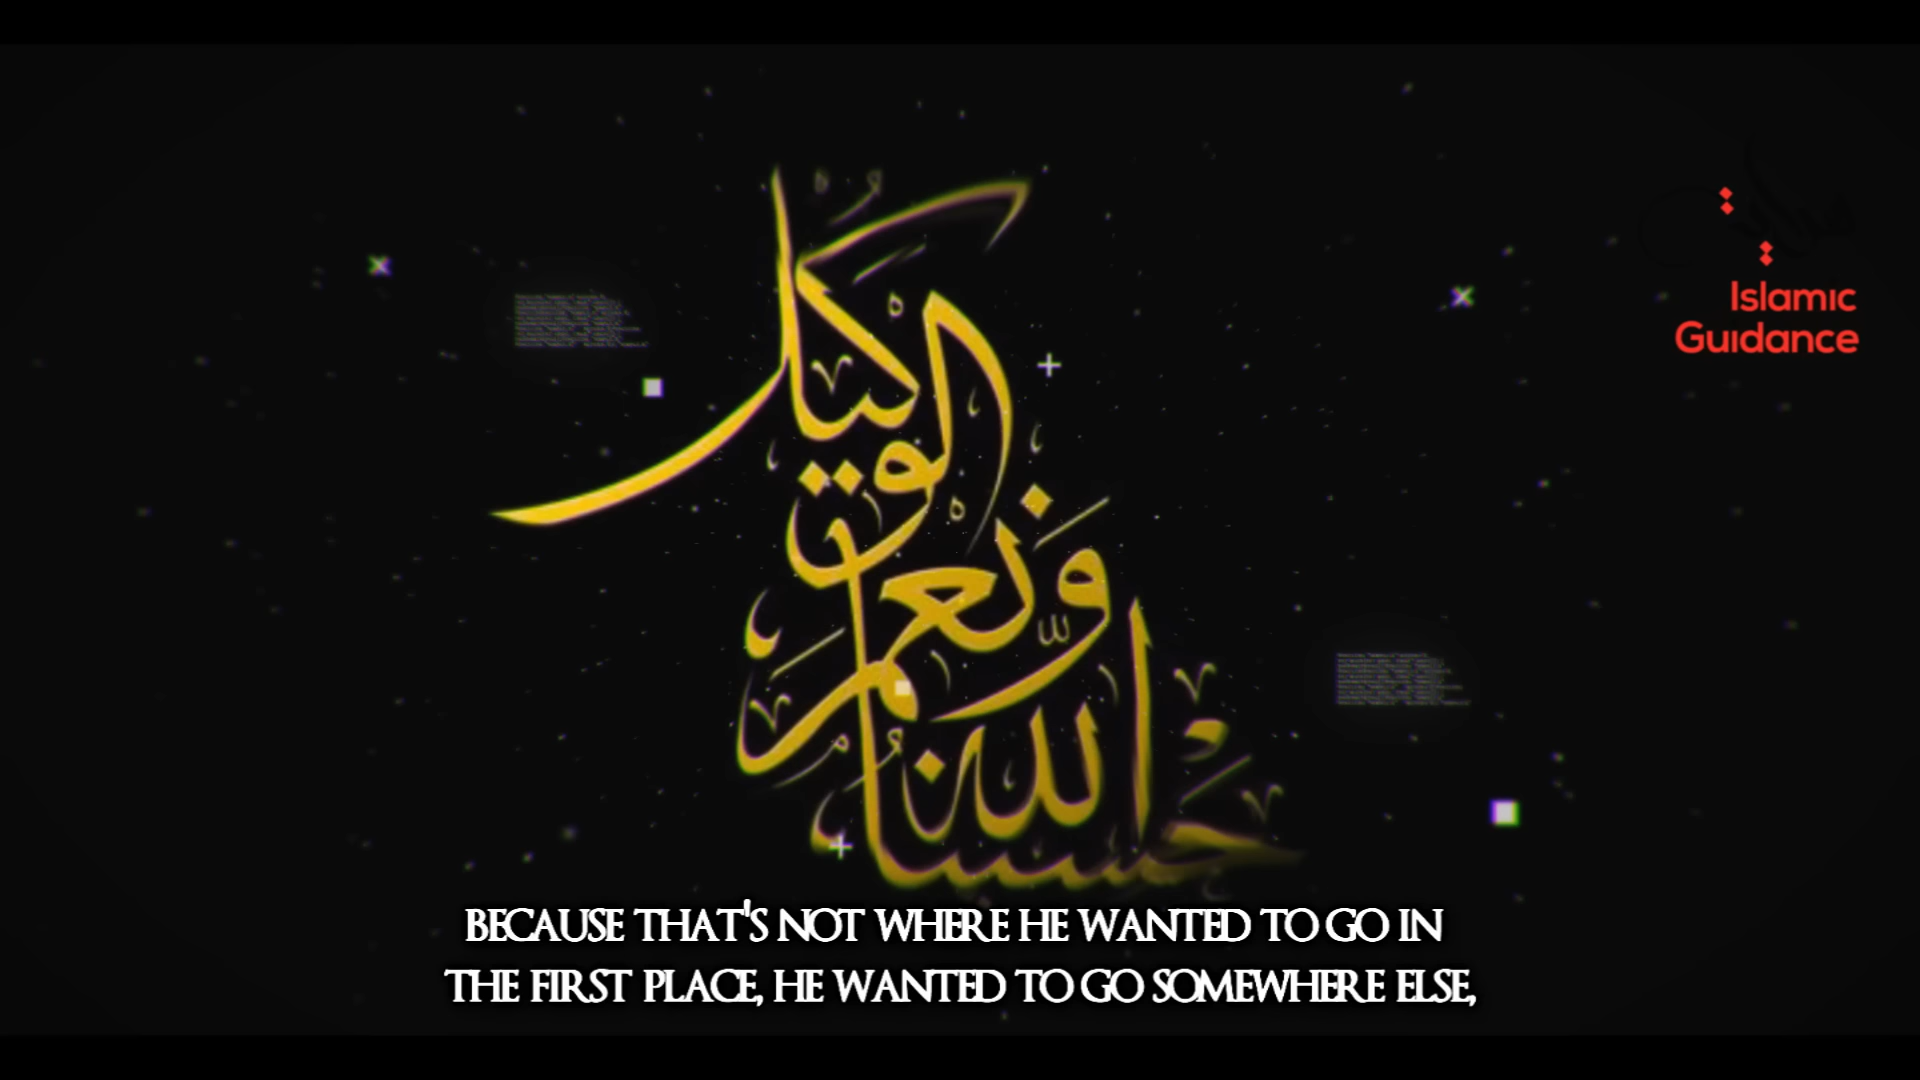 حسبنا الله
ونعم
الوكيل
Islamic
Guidance
BECAUSE THAT'S NOT WHERE HE WANTED TO GO IN
THE FIRST PLACE, HE WANTED TO GO SOMEWHERE ELSE,